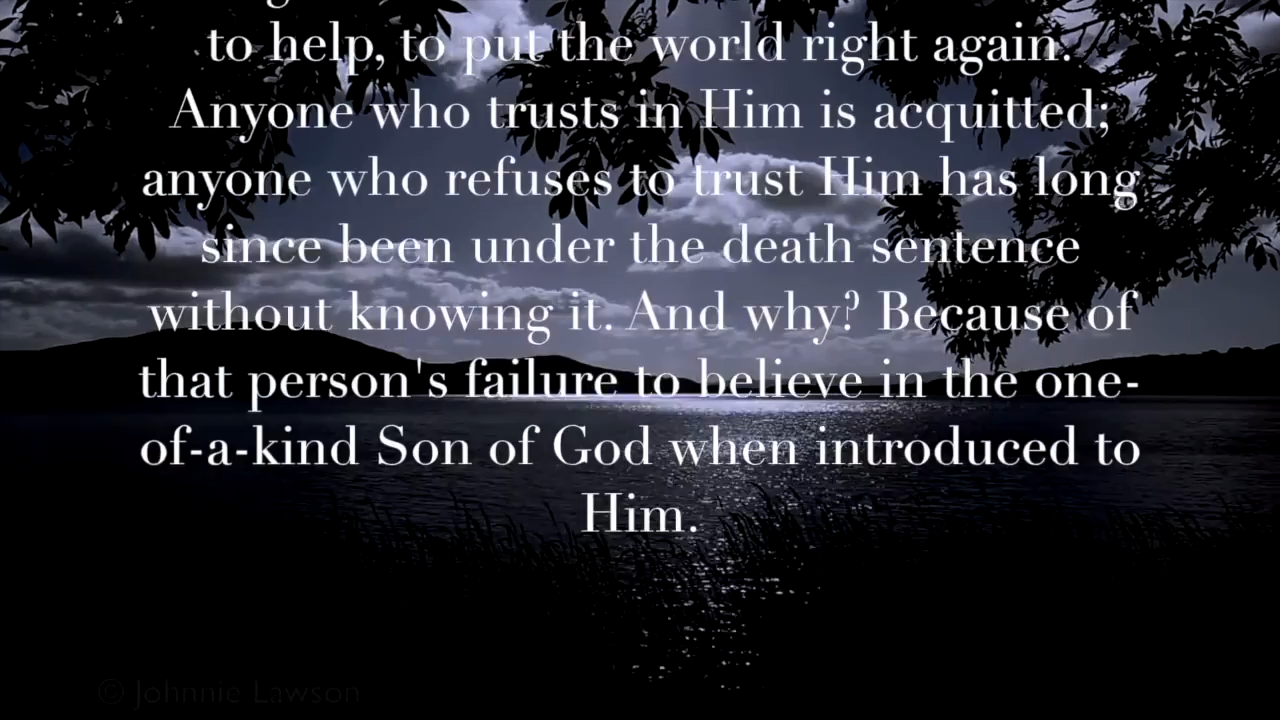 to help, to put the world right again.
Anyone who trusts in Him is acquitted;
anyone who refuses to trust Him has long
since been under the death sentence
without knowing it. And why? Because of
that person's failure to believe in the one-
of-a-kind Son of God when introduced to
Him.
© Johnnie Lawson